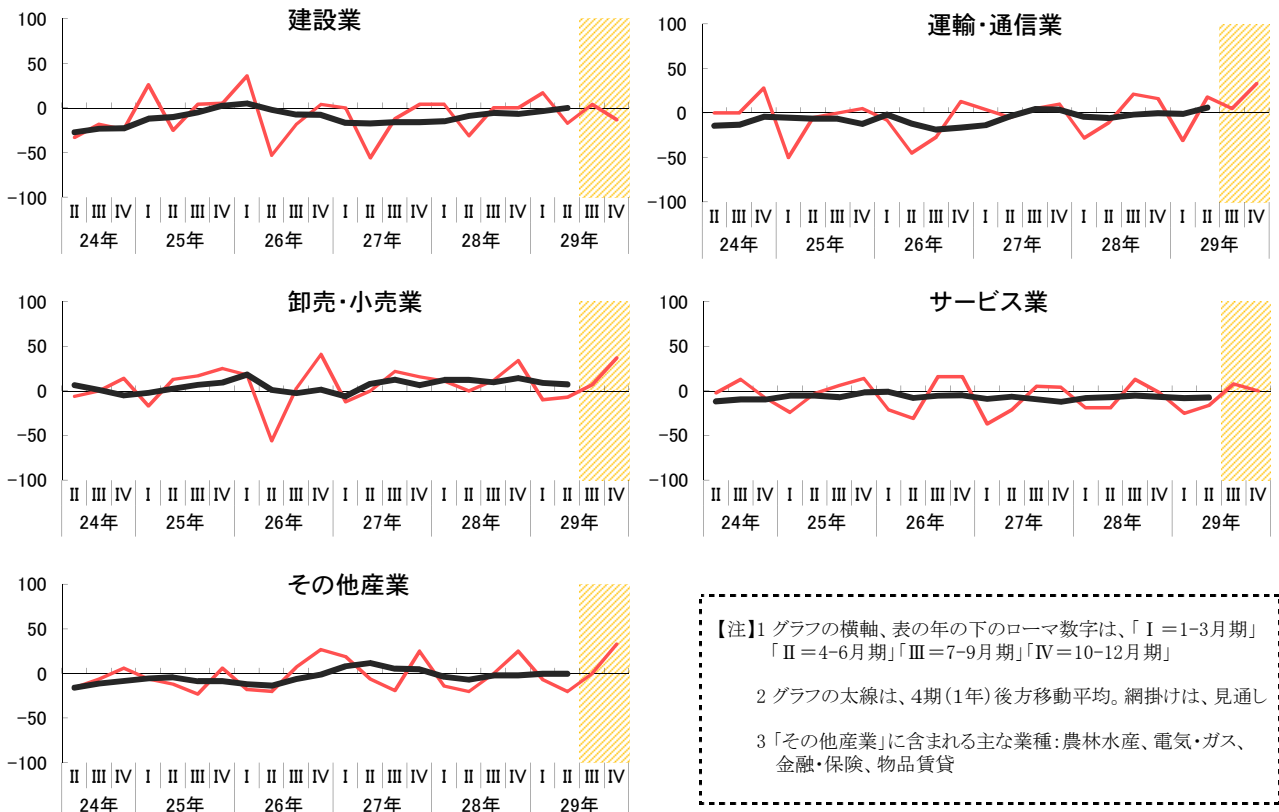 建設業
100
50
0
-50
-100
Ⅱ Ⅲ Ⅳ Ⅰ Ⅱ Ⅲ Ⅳ Ⅰ Ⅱ Ⅲ Ⅳ Ⅰ Ⅱ Ⅲ Ⅳ Ⅰ Ⅱ Ⅲ Ⅳ Ⅰ Ⅱ Ⅲ Ⅳ
24年 25年 26年 27年 28年 29年
運輸・通信業
100
50
0
-50
-100
Ⅱ Ⅲ Ⅳ Ⅰ Ⅱ Ⅲ Ⅳ Ⅰ Ⅱ Ⅲ Ⅳ Ⅰ Ⅱ Ⅲ Ⅳ Ⅰ Ⅱ Ⅲ Ⅳ Ⅰ Ⅱ Ⅲ Ⅳ
24年 25年 26年 27年 28年 29年
卸売・小売業
100
50
0
-50
-100
Ⅱ Ⅲ Ⅳ Ⅰ Ⅱ Ⅲ Ⅳ Ⅰ Ⅱ Ⅲ Ⅳ Ⅰ Ⅱ Ⅲ Ⅳ Ⅰ Ⅱ Ⅲ Ⅳ Ⅰ Ⅱ Ⅲ Ⅳ
24年 25年 26年 27年 28年 29年
サービス業
100
50
0
-50
-100
Ⅱ Ⅲ Ⅳ Ⅰ Ⅱ Ⅲ Ⅳ Ⅰ Ⅱ Ⅲ Ⅳ Ⅰ Ⅱ Ⅲ Ⅳ Ⅰ Ⅱ Ⅲ Ⅳ Ⅰ Ⅱ Ⅲ Ⅳ
24年 25年 26年 27年 28年 29年
その他産業
100
50
0
-50
-100
Ⅱ Ⅲ Ⅳ Ⅰ Ⅱ Ⅲ Ⅳ Ⅰ Ⅱ Ⅲ Ⅳ Ⅰ Ⅱ Ⅲ Ⅳ Ⅰ Ⅱ Ⅲ Ⅳ Ⅰ Ⅱ Ⅲ Ⅳ
24年 25年 26年 27年 28年 29年
【注】1 グラフの横軸、表の年の下のローマ数字は、「Ⅰ＝1-3月期」
「Ⅱ＝4-6月期」「Ⅲ＝7-9月期」「Ⅳ＝10-12月期」
2 グラフの太線は、4期(1年)後方移動平均。網掛けは、見通し
3 「その他産業」に含まれる主な業種：農林水産、電気・ガス、
金融・保険、物品賃貸